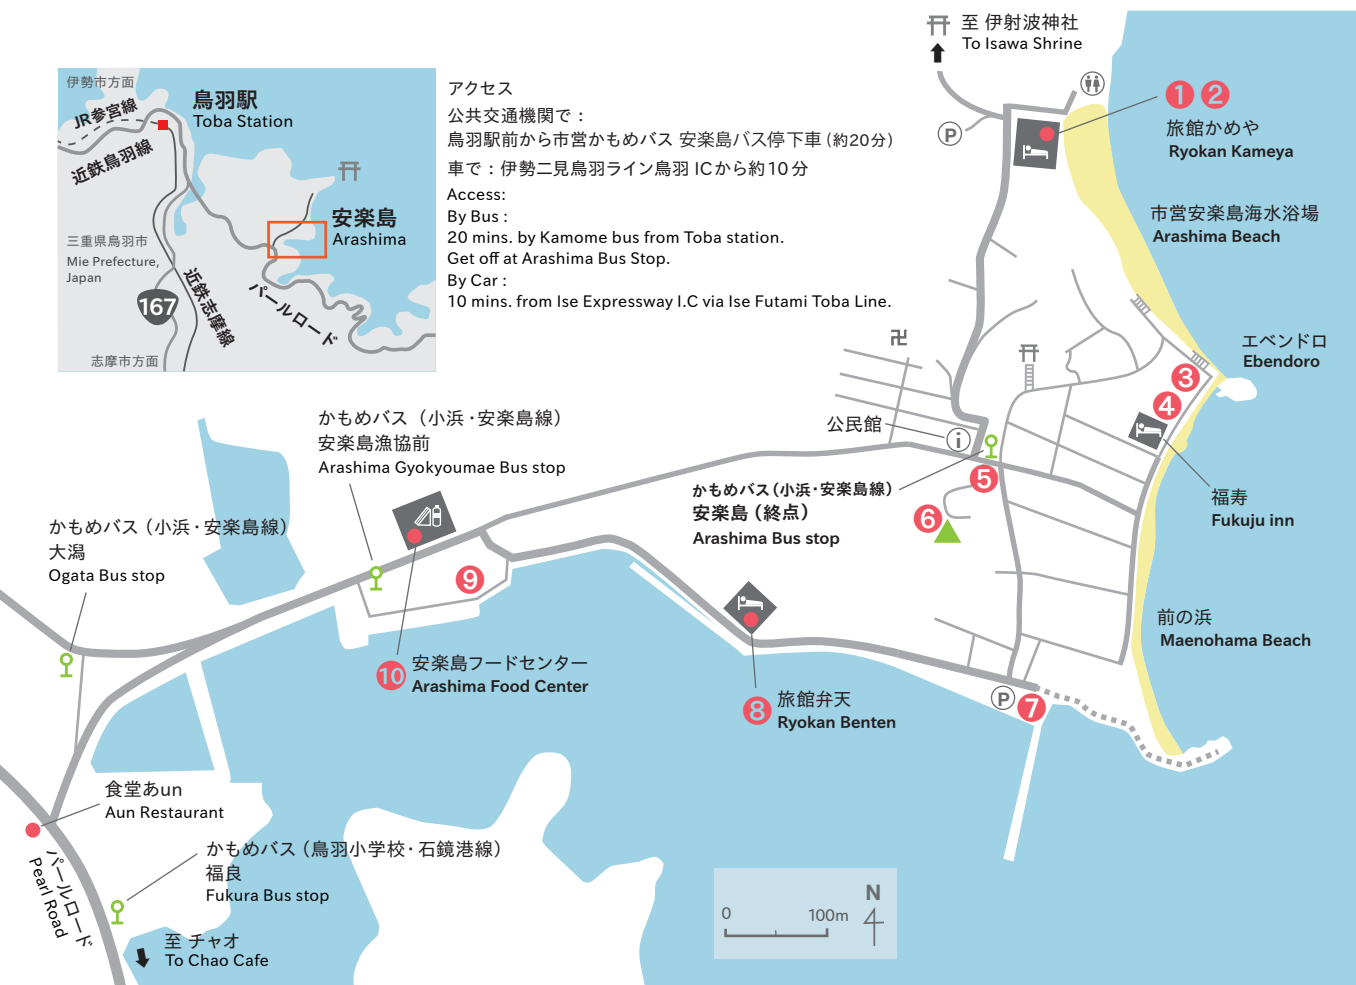 至 伊射波神社
To Isawa Shrine
伊勢市方面
JR参宮線
近鉄鳥羽線
鳥羽駅
Toba Station
安楽島
Arashima
三重県鳥羽市
Mie Prefecture,
Japan
167
近鉄志摩線
パールロード
志摩市方面
アクセス
公共交通機関で：
鳥羽駅前から市営かもめバス 安楽島バス停下車 (約20分)
車で：伊勢二見鳥羽ライン鳥羽 ICから約10分
Access:
By Bus :
20 mins. by Kamome bus from Toba station.
Get off at Arashima Bus Stop.
By Car :
10 mins. from Ise Expressway I.C via Ise Futami Toba Line.
P
1 2
旅館かめや
Ryokan Kameya
市営安楽島海水浴場
Arashima Beach
エベンドロ
Ebendoro
3
4
卍
公民館
i
福寿
Fukuju inn
かもめバス（小浜・安楽島線）
安楽島漁協前
Arashima Gyokyoumae Bus stop
かもめバス（小浜・安楽島線）
安楽島（終点）
Arashima Bus stop
5
6
かもめバス（小浜・安楽島線）
大潟
Ogata Bus stop
9
10
安楽島フードセンター
Arashima Food Center
8
旅館弁天
Ryokan Benten
前の浜
Maenohama Beach
P
7
食堂あun
Aun Restaurant
パールロード
Pearl Road
かもめバス（鳥羽小学校・石鏡港線）
福良
Fukura Bus stop
至 チャオ
To Chao Cafe
0 100m
N